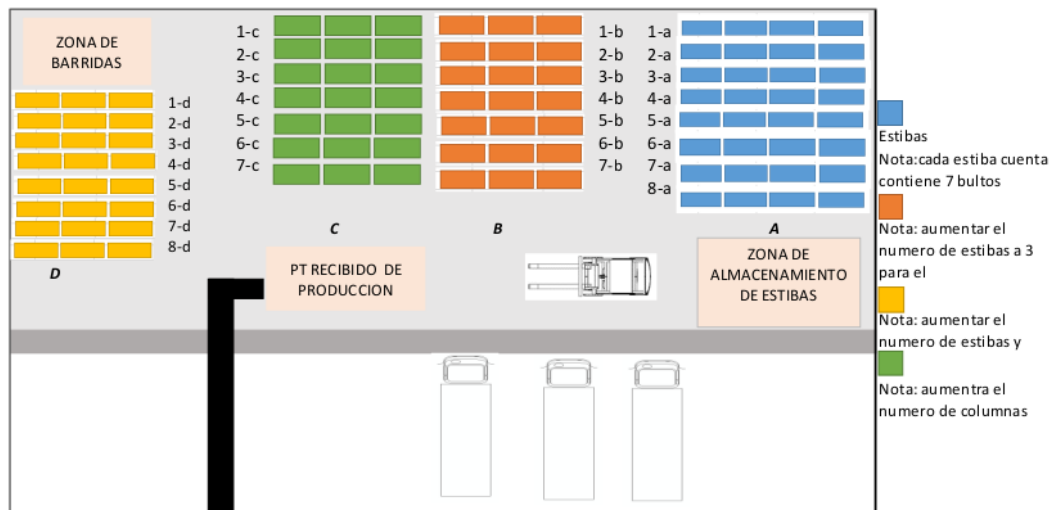 ZONA DE
BARRIDAS
1-d
2-d
3-d
4-d
5-d
6-d
7-d
8-d
D
1-c
2-c
3-c
4-c
5-c
6-c
7-c
C
1-b
2-b
3-b
4-b
5-b
6-b
7-b
B
1-a
2-a
3-a
4-a
5-a
6-a
7-a
8-a
A
PT RECIBIDO DE
PRODUCCION
ZONA DE
ALMACENAMIENTO
DE ESTIBAS
Estibas
Nota:cada estiba cuenta
contiene 7 bultos
Nota: aumentar el
numero de estibas a 3
para el
Nota: aumentar el
numero de estibas y
Nota: aumentra el
numero de columnas